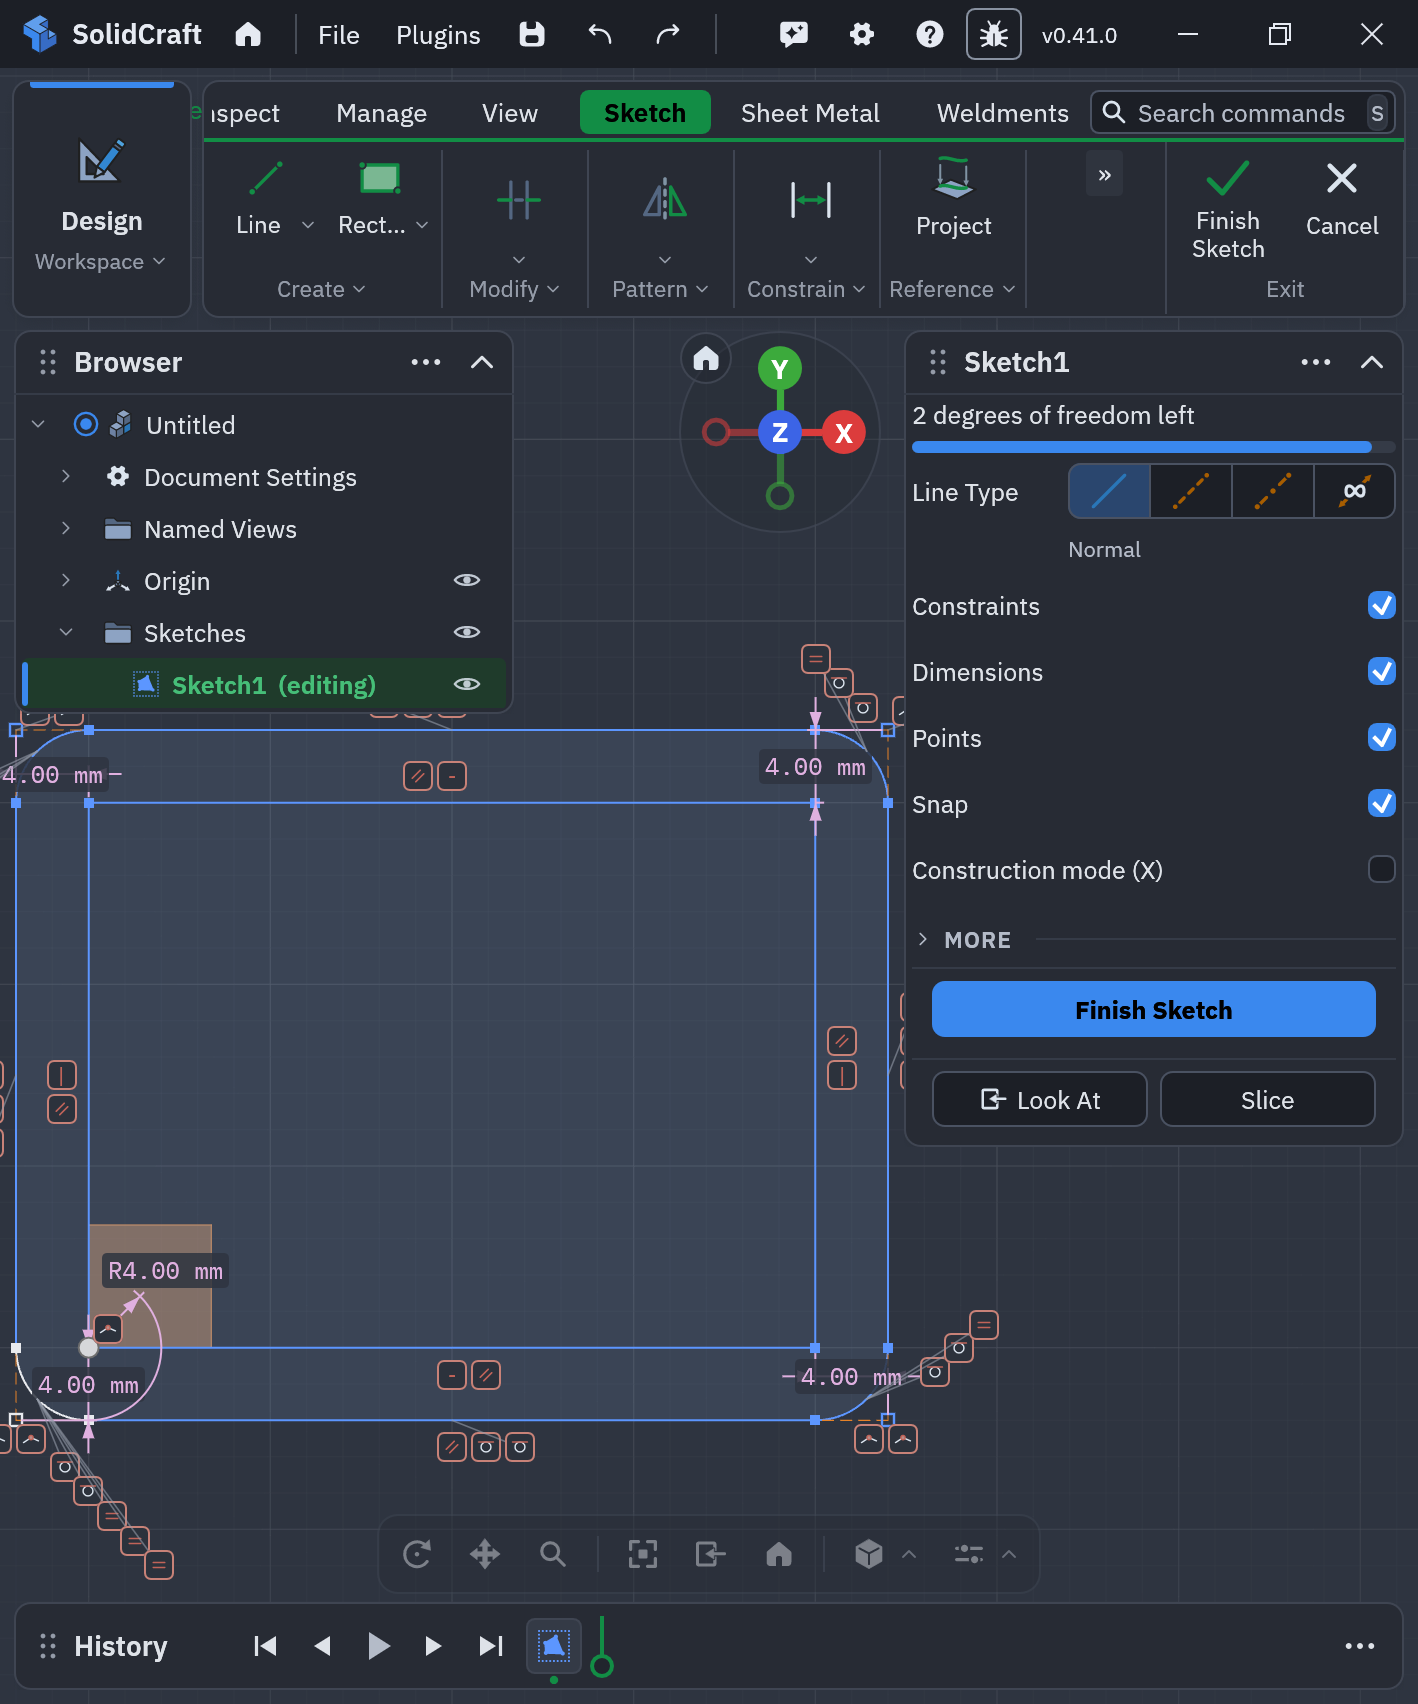 SolidCraft
File
Plugins
v0.41.0
nspect
Manage
View
Sketch
Sheet Metal
Weldments
Search commands
S
Design
Workspace
Line
Rect...
Create
Modify
Pattern
Constrain
Project
Reference
»
Finish
Sketch
Cancel
Exit
Browser
Untitled
Document Settings
Named Views
Origin
Sketches
Sketch1 (editing)
Y
Z
X
Sketch1
2 degrees of freedom left
Line Type
Normal
Constraints
Dimensions
Points
Snap
Construction mode (X)
MORE
Finish Sketch
Look At
Slice
4.00 mm
4.00 mm
R4.00 mm
4.00 mm
4.00 mm
History